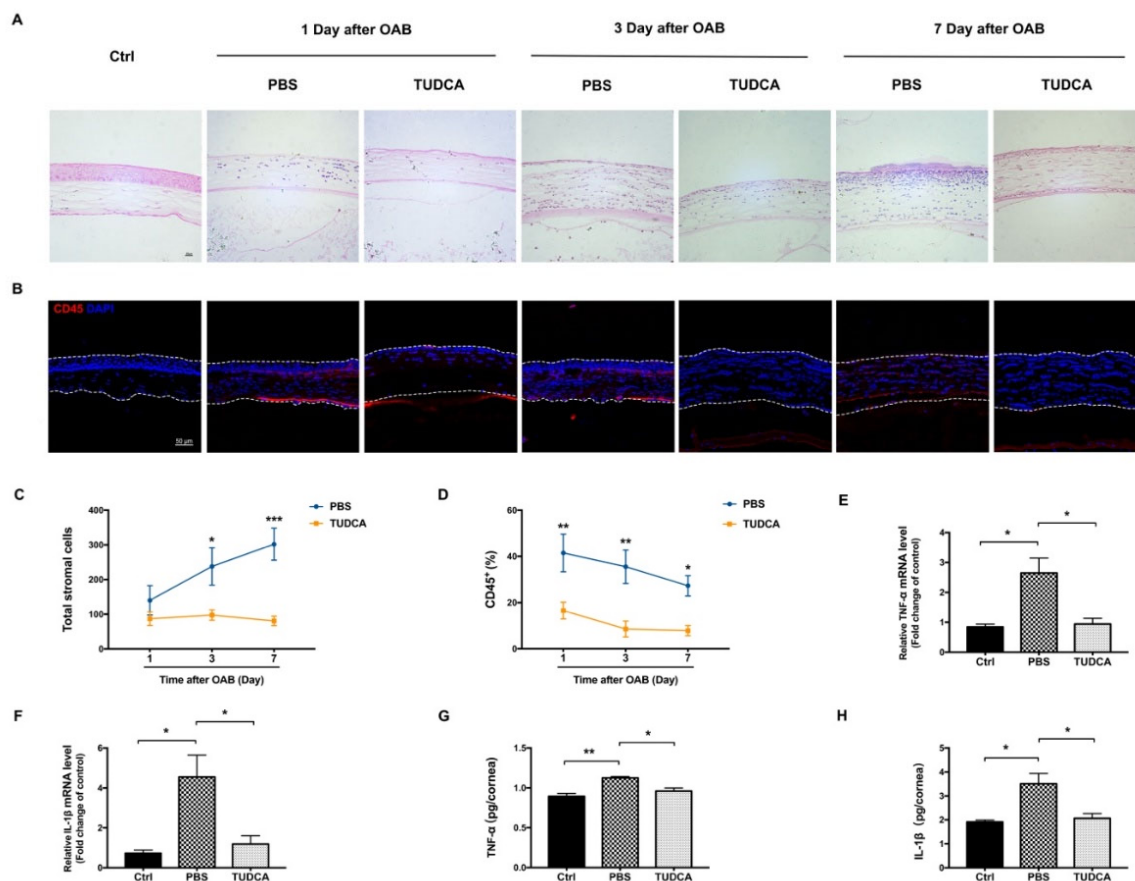 A
1 Day after OAB
3 Day after OAB
7 Day after OAB
Ctrl
PBS
TUDCA
PBS
TUDCA
PBS
TUDCA
B
CD45 DAPI
50 μm
C
Total stromal cells
400
300
200
100
0
*
***
PBS
TUDCA
1
3
7
Time after OAB (Day)
D
CD45⁺ (%)
60
40
20
0
**
**
*
PBS
TUDCA
1
3
7
Time after OAB (Day)
E
Relative TNF-α mRNA level
(Fold change of control)
4
3
2
1
0
*
*
Ctrl
PBS
TUDCA
F
Relative IL-1β mRNA level
(Fold change of control)
6
4
2
0
*
*
Ctrl
PBS
TUDCA
G
TNF-α (pg/cornea)
1.5
1.0
0.5
0.0
**
*
Ctrl
PBS
TUDCA
H
IL-1β (pg/cornea)
5
4
3
2
1
0
*
*
Ctrl
PBS
TUDCA